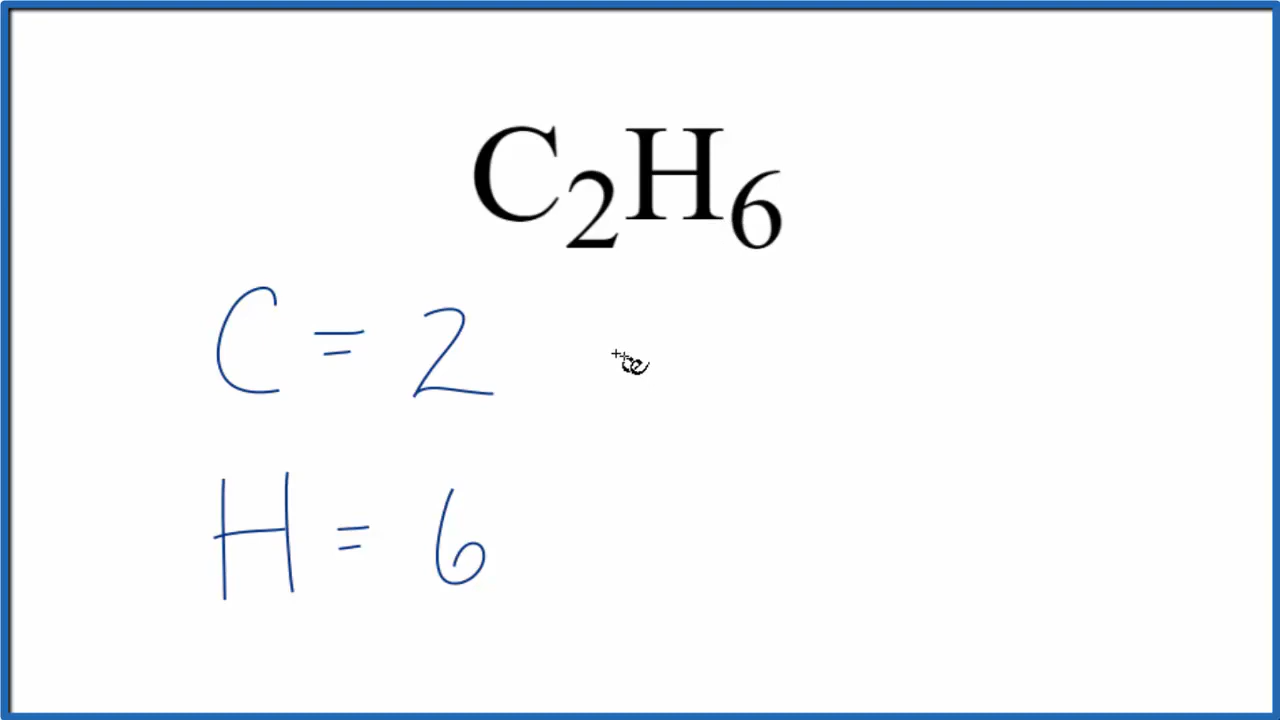 C₂H₆
C = 2
H = 6